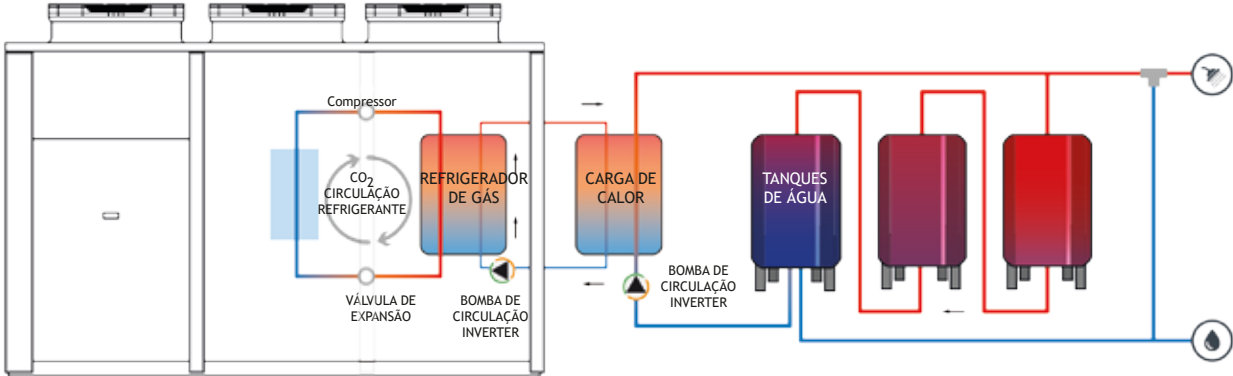 Compressor
CO2
CIRCULAÇÃO
REFRIGERANTE
REFRIGERADOR
DE GÁS
CARGA DE
CALOR
TANQUES
DE ÁGUA
VÁLVULA DE
EXPANSÃO
BOMBA DE
CIRCULAÇÃO
INVERTER
BOMBA DE
CIRCULAÇÃO
INVERTER